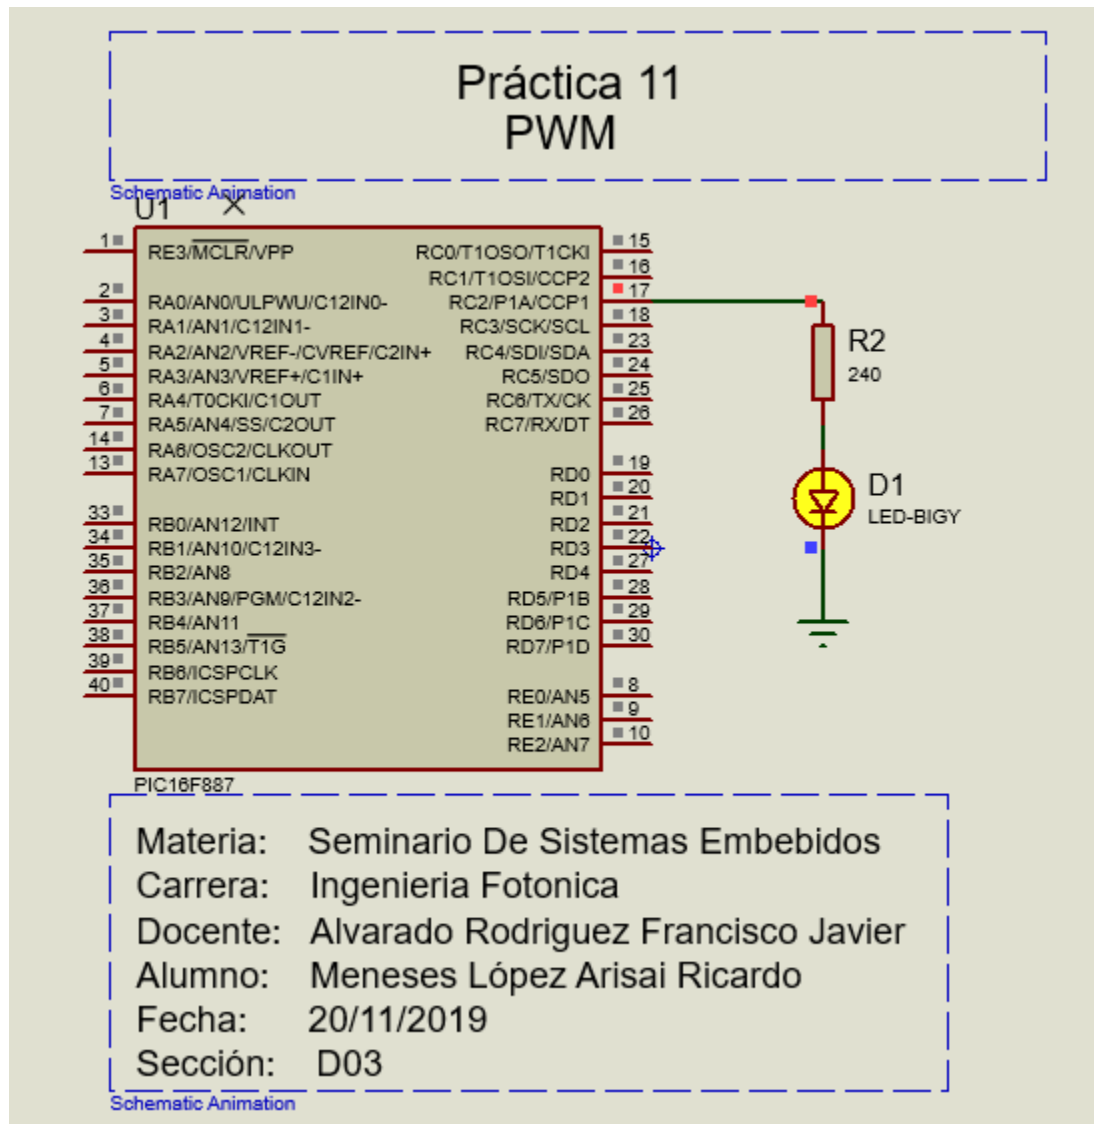 Práctica 11
PWM
Schematic Animation
U1
1 RE3/MCLR/VPP
2 RA0/AN0/ULPWU/C12IN0-
3 RA1/AN1/C12IN1-
4 RA2/AN2/VREF-/CVREF/C2IN+
5 RA3/AN3/VREF+/C1IN+
6 RA4/T0CKI/C1OUT
7 RA5/AN4/SS/C2OUT
14 RA6/OSC2/CLKOUT
13 RA7/OSC1/CLKIN
33 RB0/AN12/INT
34 RB1/AN10/C12IN3-
35 RB2/AN8
36 RB3/AN9/PGM/C12IN2-
37 RB4/AN11
38 RB5/AN13/T1G
39 RB6/ICSPCLK
40 RB7/ICSPDAT
RC0/T1OSO/T1CKI 15
RC1/T1OSI/CCP2 16
RC2/P1A/CCP1 17
RC3/SCK/SCL 18
RC4/SDI/SDA 23
RC5/SDO 24
RC6/TX/CK 25
RC7/RX/DT 26
RD0 19
RD1 20
RD2 21
RD3 22
RD4 27
RD5/P1B 28
RD6/P1C 29
RD7/P1D 30
RE0/AN5 8
RE1/AN6 9
RE2/AN7 10
PIC16F887
R2
240
D1
LED-BIGY
Materia: Seminario De Sistemas Embebidos
Carrera: Ingenieria Fotonica
Docente: Alvarado Rodriguez Francisco Javier
Alumno: Meneses López Arisai Ricardo
Fecha: 20/11/2019
Sección: D03
Schematic Animation